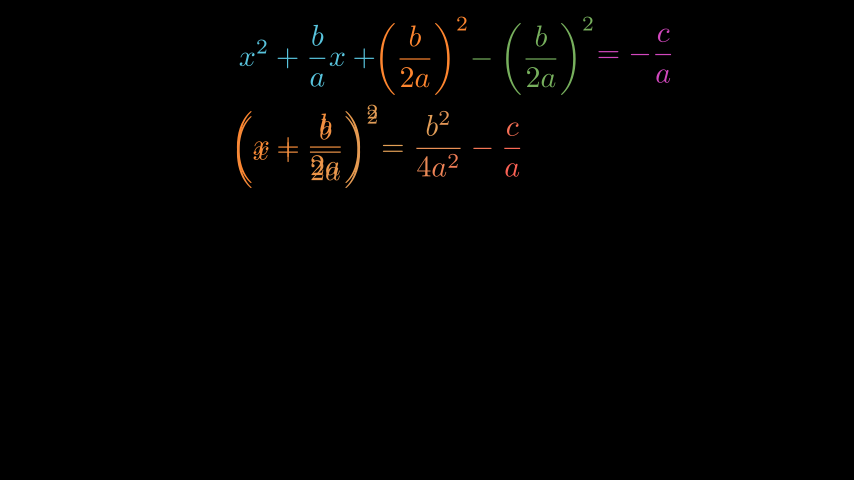 x² + b/a x + (b/2a)² − (b/2a)² = − c/a
(x + b/2a)² = b²/4a² − c/a